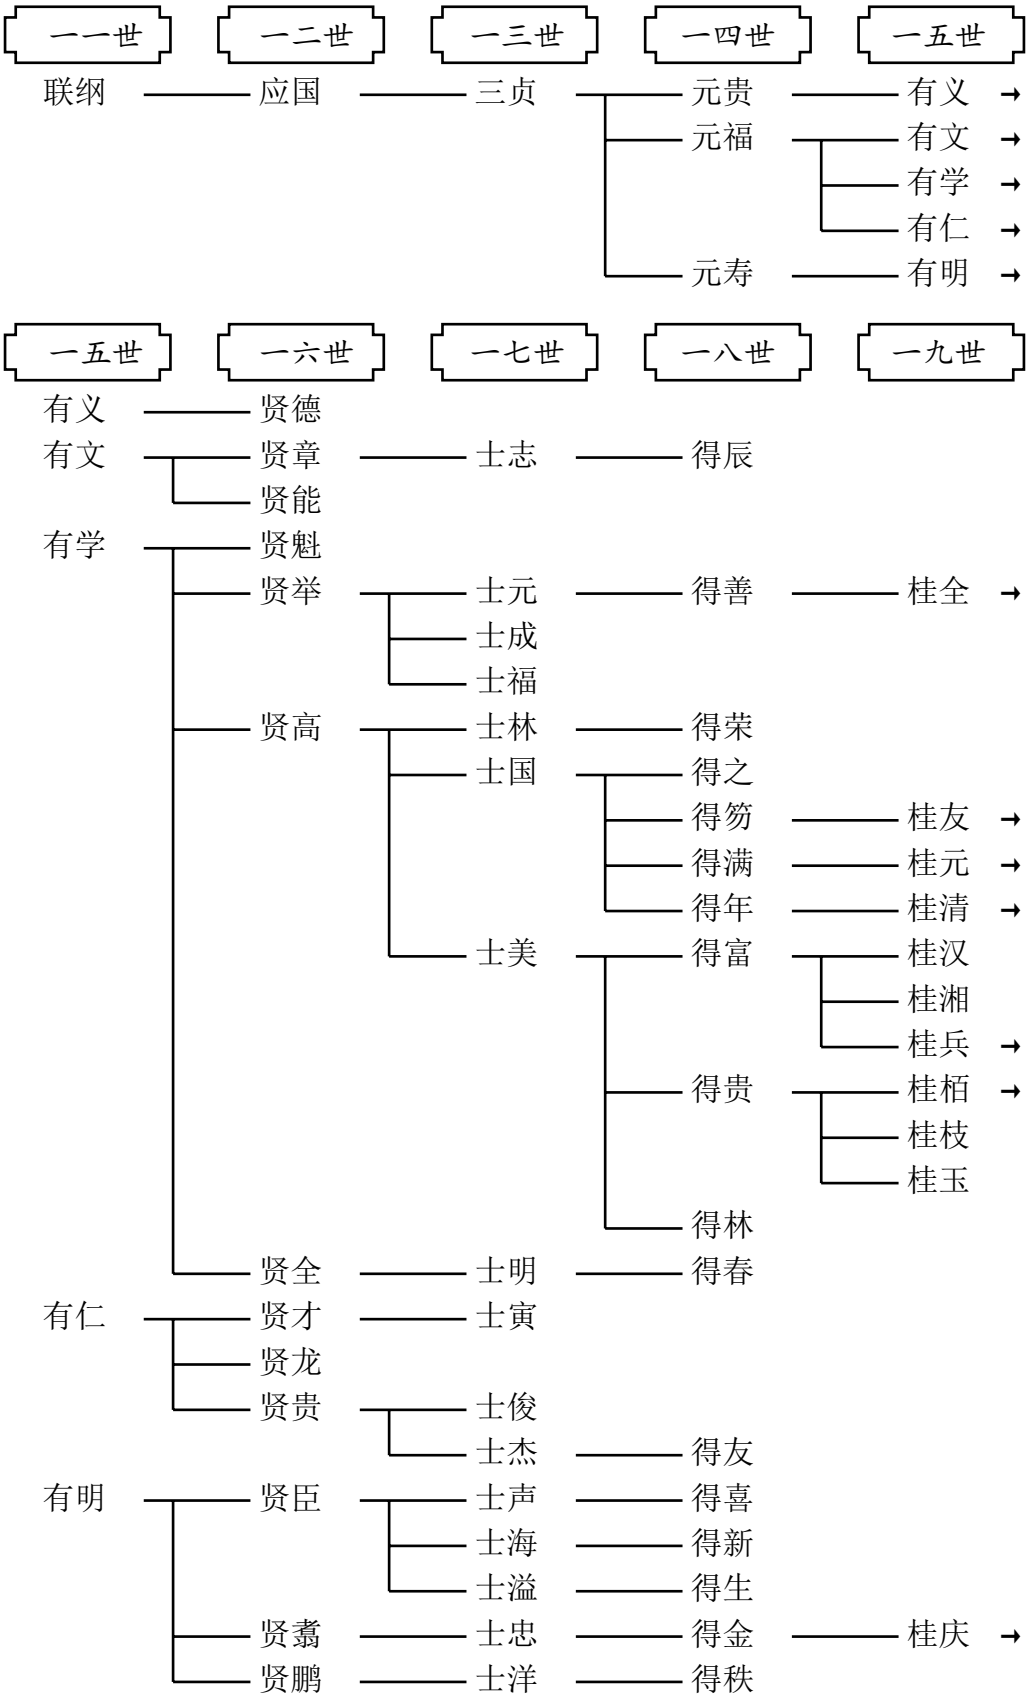 一一世 一二世 一三世 一四世 一五世
联纲 应国 三贞 元贵 有义 →
元福 有文 →
有学 →
有仁 →
元寿 有明 →
一五世 一六世 一七世 一八世 一九世
有义 贤德
有文 贤章 士志 得辰
贤能
有学 贤魁
贤举 士元 得善 桂全 →
士成
士福
贤高 士林 得荣
士国 得之
得笏 桂友 →
得满 桂元 →
得年 桂清 →
士美 得富 桂汉
桂湘
桂兵 →
得贵 桂栢 →
桂枝
桂玉
得林
贤全 士明 得春
有仁 贤才 士寅
贤龙
贤贵 士俊
士杰 得友
有明 贤臣 士声 得喜
士海 得新
士溢 得生
贤翥 士忠 得金 桂庆 →
贤鹏 士洋 得秩